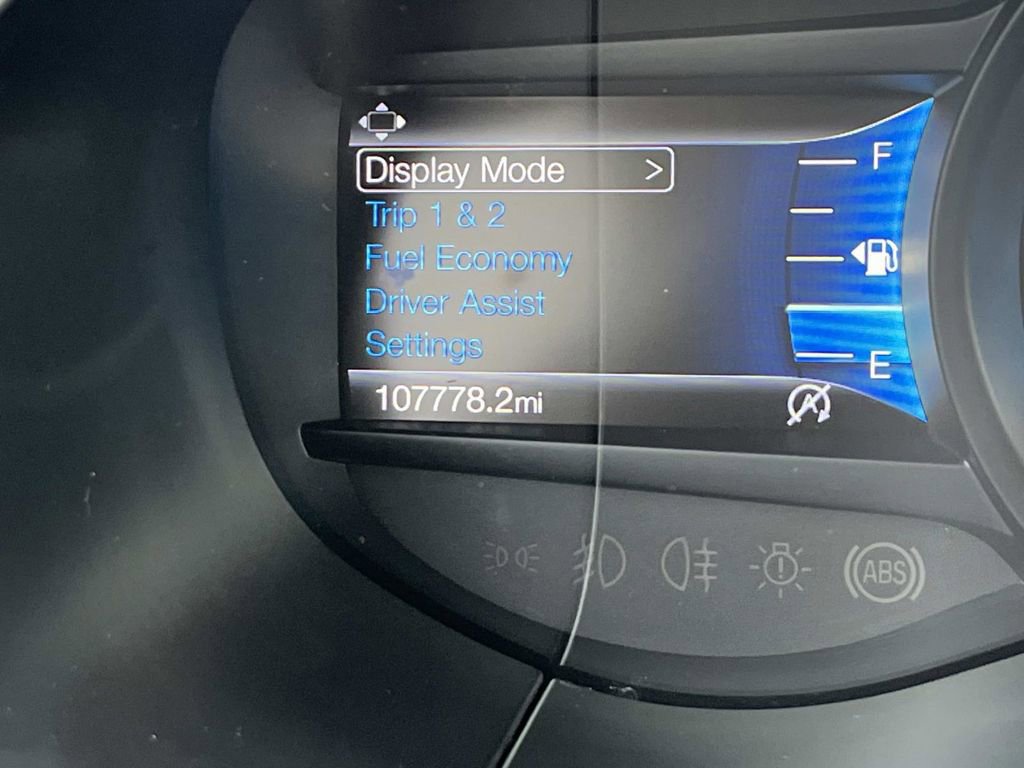 Display Mode >
F
Trip 1 & 2
Fuel Economy
Driver Assist
Settings
E
107778.2mi
A
ABS